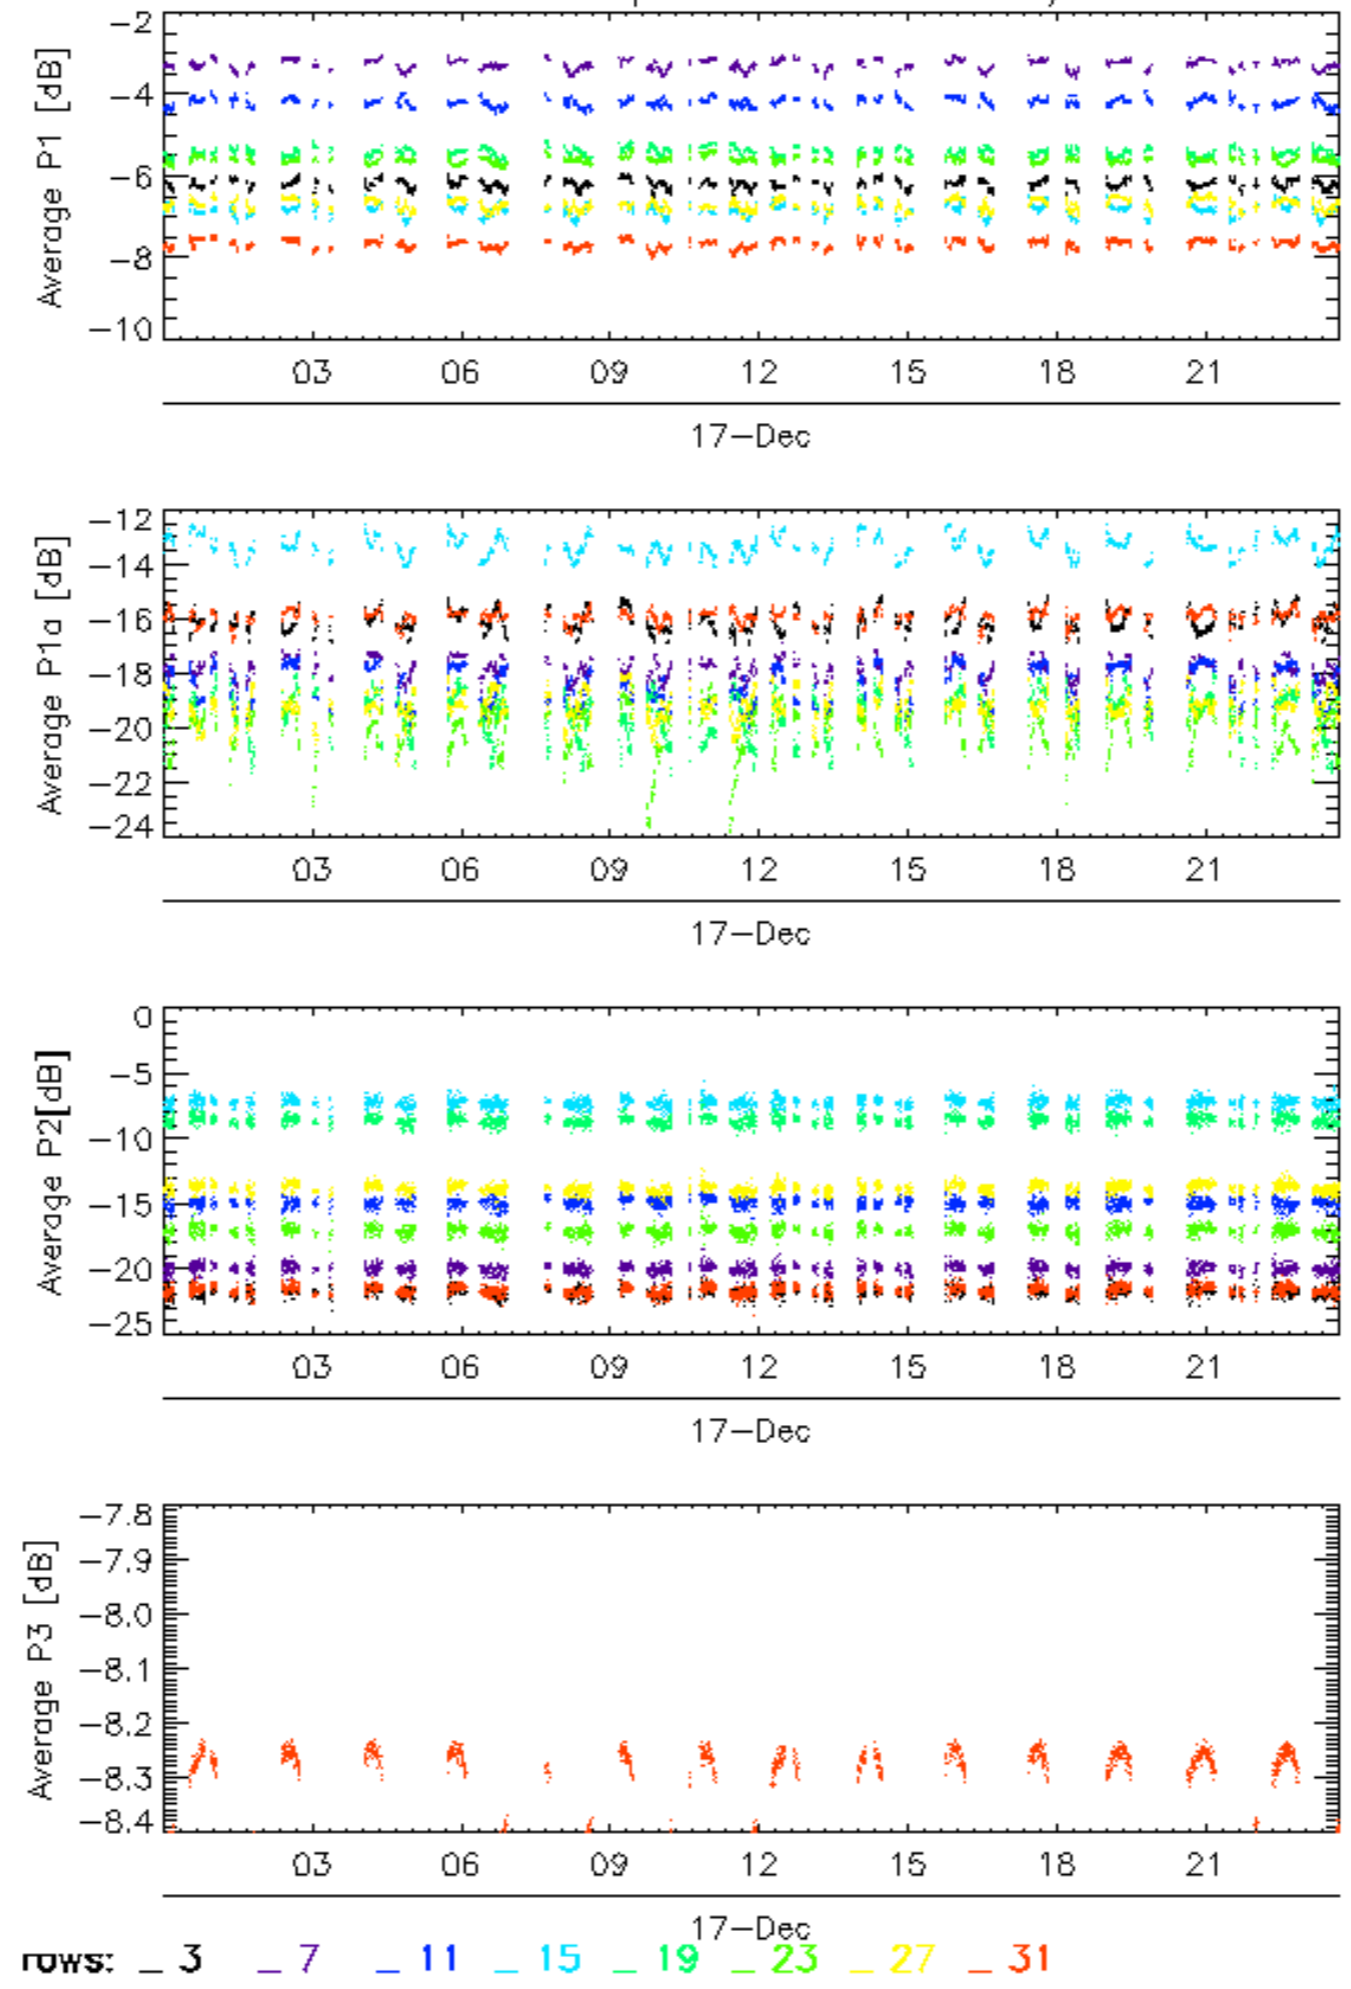 Average P1 [dB]
-2
-4
-6
-8
-10
03 06 09 12 15 18 21
17-Dec
Average P1a [dB]
-12
-14
-16
-18
-20
-22
-24
03 06 09 12 15 18 21
17-Dec
Average P2[dB]
0
-5
-10
-15
-20
-25
03 06 09 12 15 18 21
17-Dec
Average P3 [dB]
-7.8
-7.9
-8.0
-8.1
-8.2
-8.3
-8.4
03 06 09 12 15 18 21
17-Dec
rows: _ 3 _ 7 _ 11 _ 15 _ 19 _ 23 _ 27 _ 31